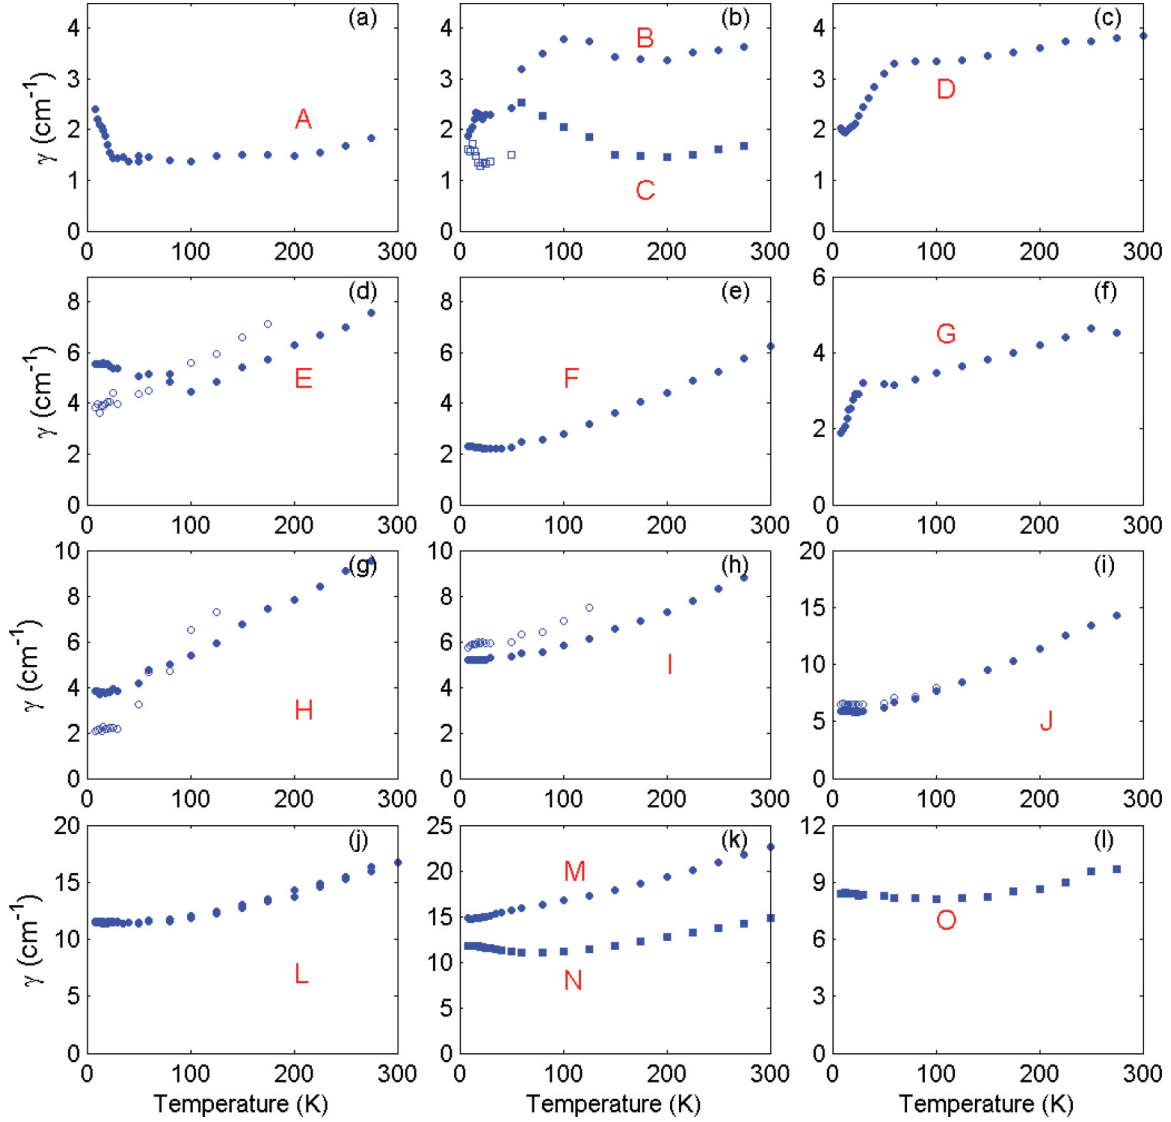 (a)
4
3
2
1
0
0 100 200 300
γ (cm⁻¹)
A
(b)
4
3
2
1
0
0 100 200 300
B
C
(c)
4
3
2
1
0
0 100 200 300
D
(d)
8
6
4
2
0
0 100 200 300
γ (cm⁻¹)
E
(e)
8
6
4
2
0
0 100 200 300
F
(f)
6
4
2
0
0 100 200 300
G
(g)
10
8
6
4
2
0
0 100 200 300
γ (cm⁻¹)
H
(h)
10
8
6
4
2
0
0 100 200 300
I
(i)
20
15
10
5
0
0 100 200 300
J
(j)
20
15
10
5
0
0 100 200 300
γ (cm⁻¹)
Temperature (K)
L
(k)
25
20
15
10
5
0
0 100 200 300
Temperature (K)
M
N
(l)
12
9
6
3
0
0 100 200 300
Temperature (K)
O